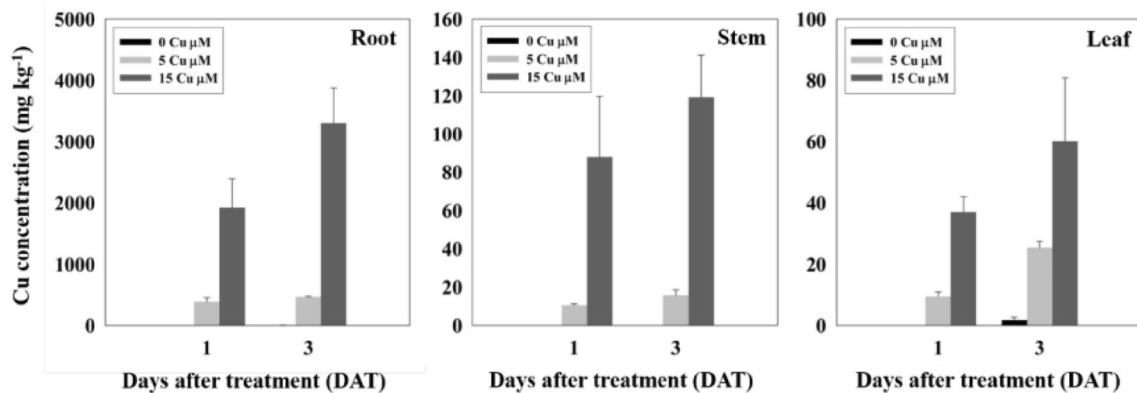 Cu concentration (mg kg⁻¹)
5000
4000
3000
2000
1000
0
0 Cu μM
5 Cu μM
15 Cu μM
Root
1 3
Days after treatment (DAT)
160
140
120
100
80
60
40
20
0
0 Cu μM
5 Cu μM
15 Cu μM
Stem
1 3
Days after treatment (DAT)
100
80
60
40
20
0
0 Cu μM
5 Cu μM
15 Cu μM
Leaf
1 3
Days after treatment (DAT)